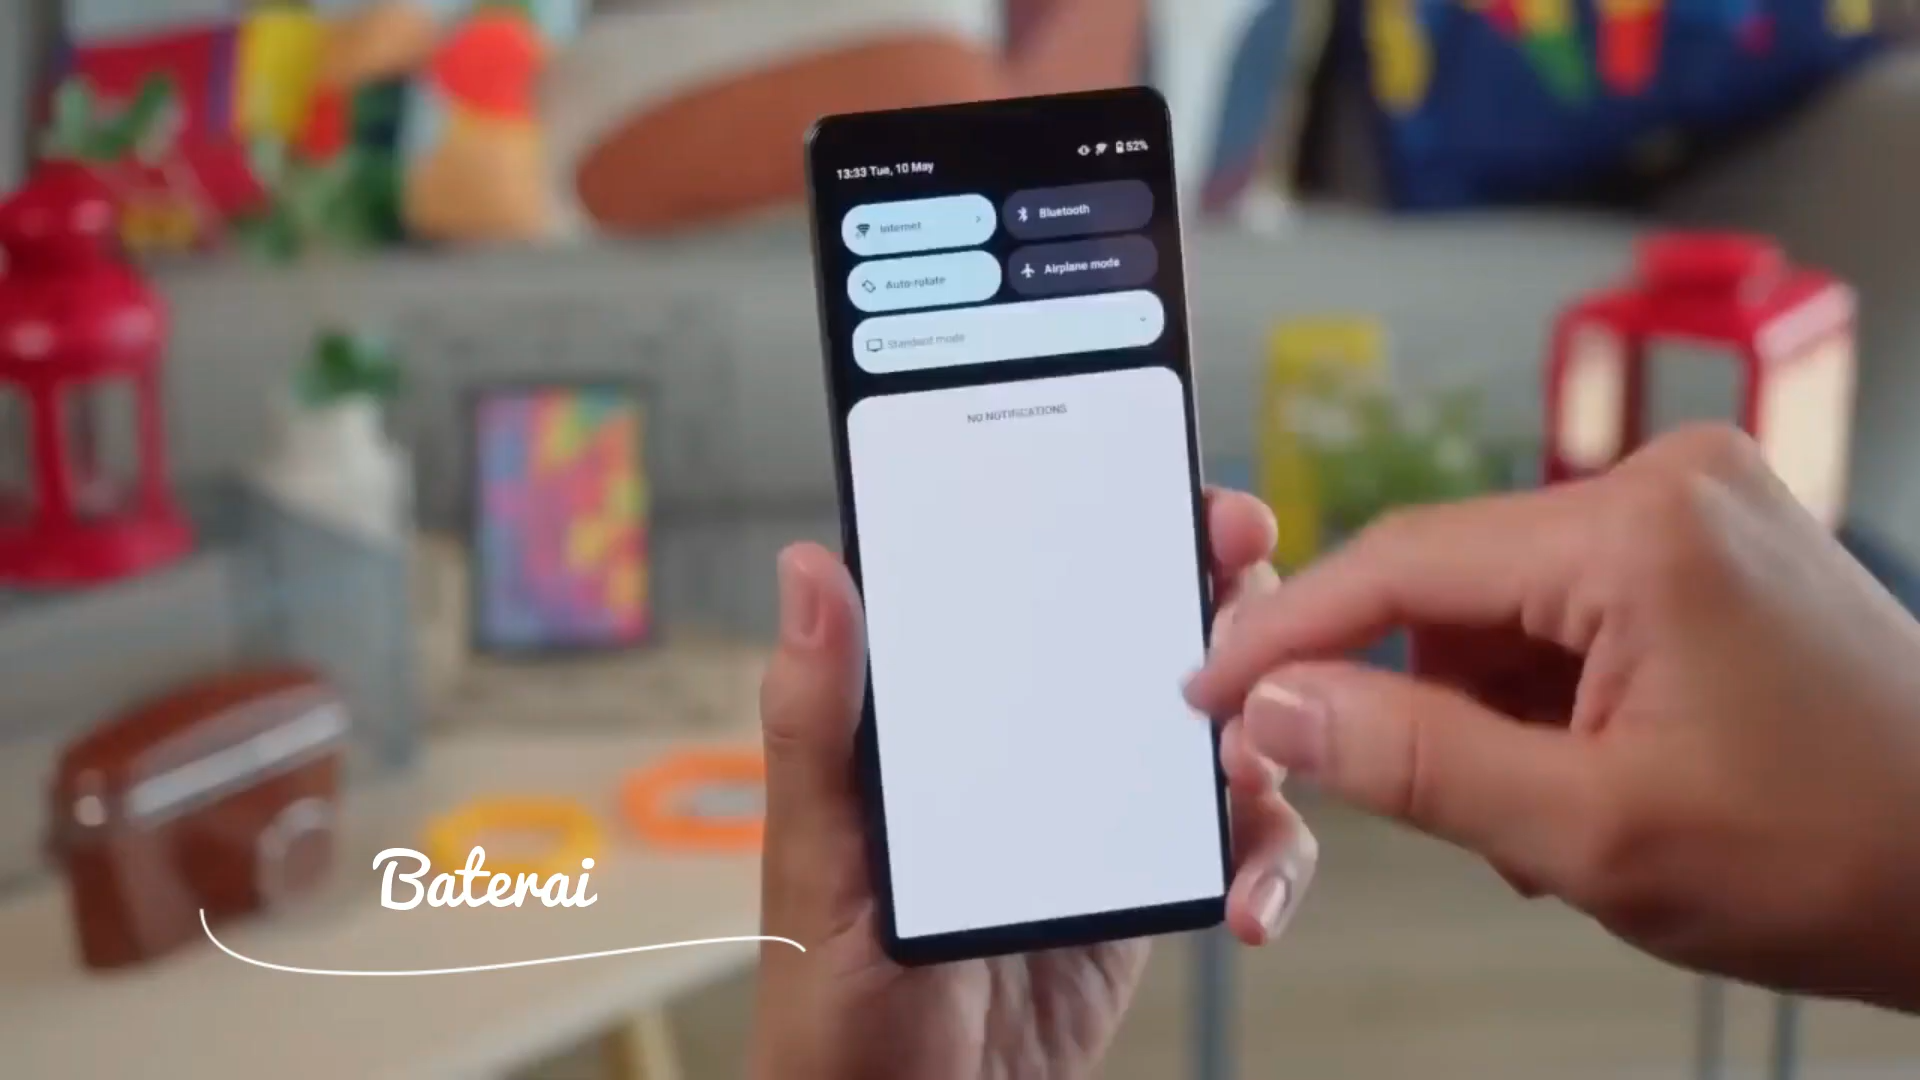 13:33 Tue, 10 May
52%
Internet
Bluetooth
Auto-rotate
Airplane mode
Standard mode
NO NOTIFICATIONS
Baterai